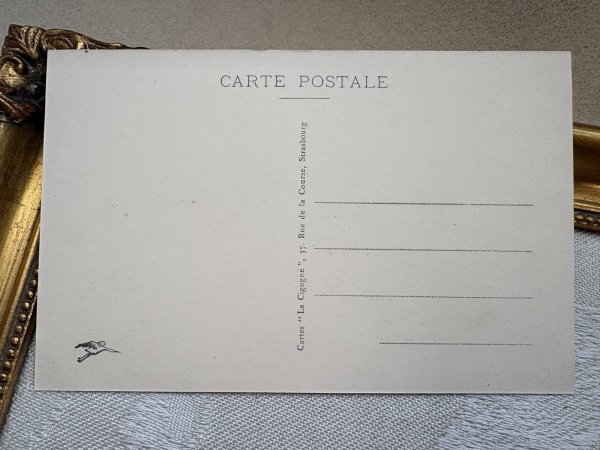 CARTE POSTALE
Cartes "La Cigogne", 37. Rue de la Course, Strasbourg